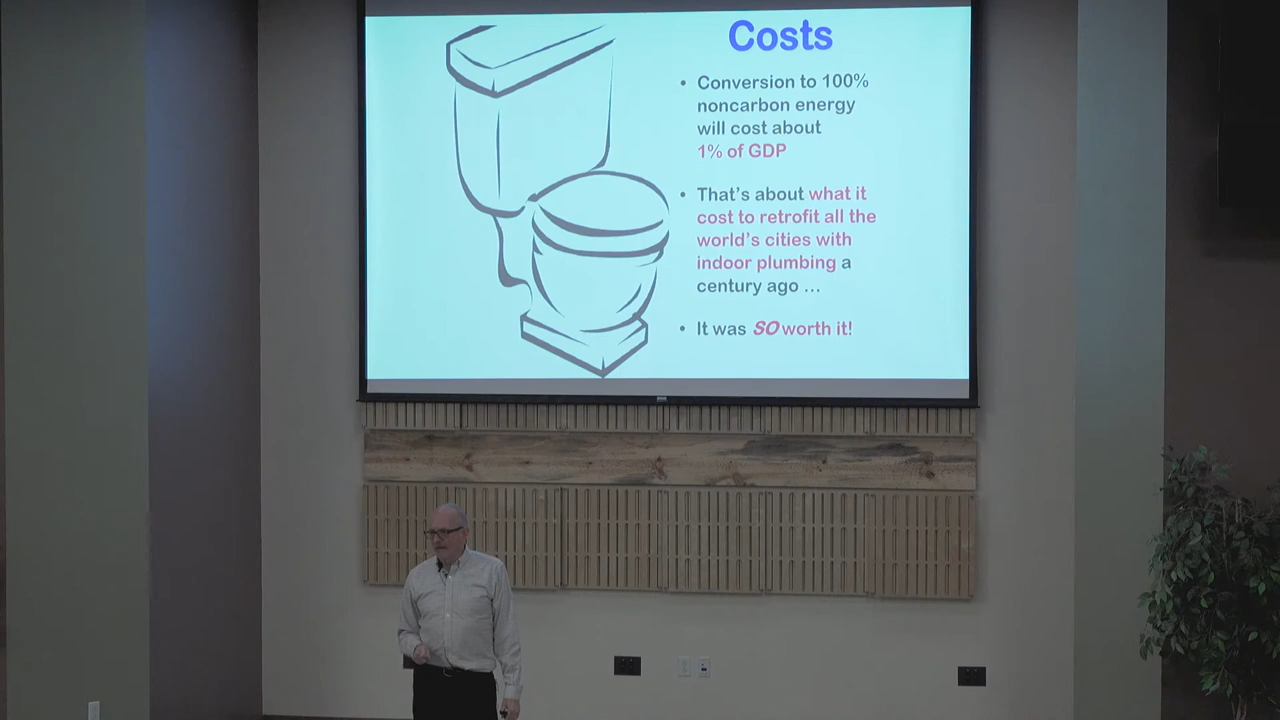 Costs
• Conversion to 100%
noncarbon energy
will cost about
1% of GDP
• That's about what it
cost to retrofit all the
world's cities with
indoor plumbing a
century ago ...
• It was SO worth it!